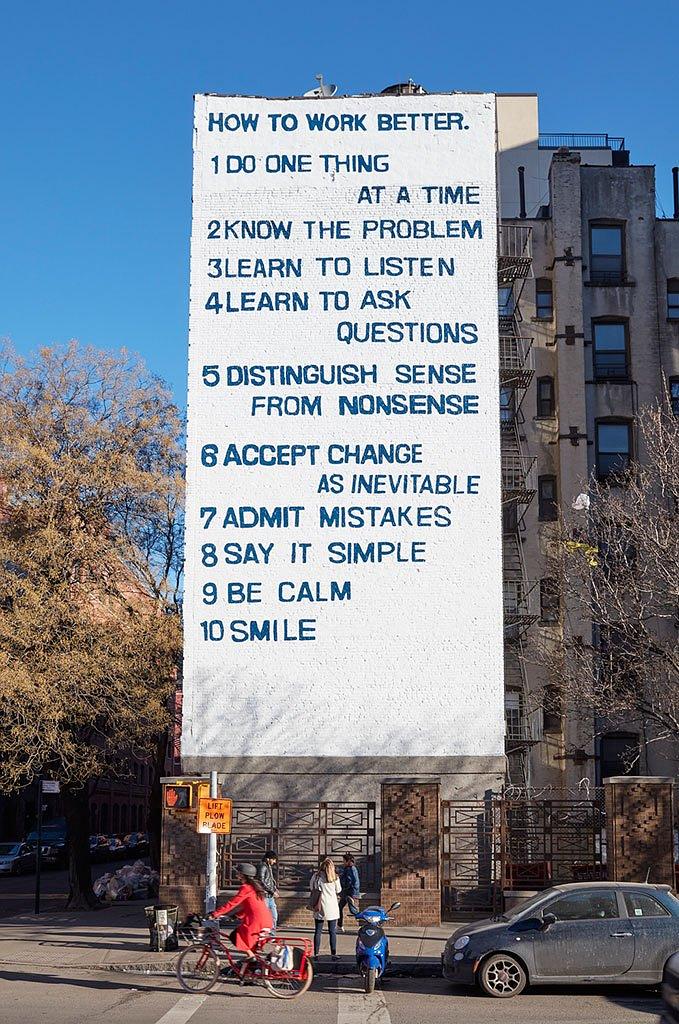 HOW TO WORK BETTER.
1 DO ONE THING
AT A TIME
2 KNOW THE PROBLEM
3 LEARN TO LISTEN
4 LEARN TO ASK
QUESTIONS
5 DISTINGUISH SENSE
FROM NONSENSE
6 ACCEPT CHANGE
AS INEVITABLE
7 ADMIT MISTAKES
8 SAY IT SIMPLE
9 BE CALM
10 SMILE
LIFT
PLOW
BLADE